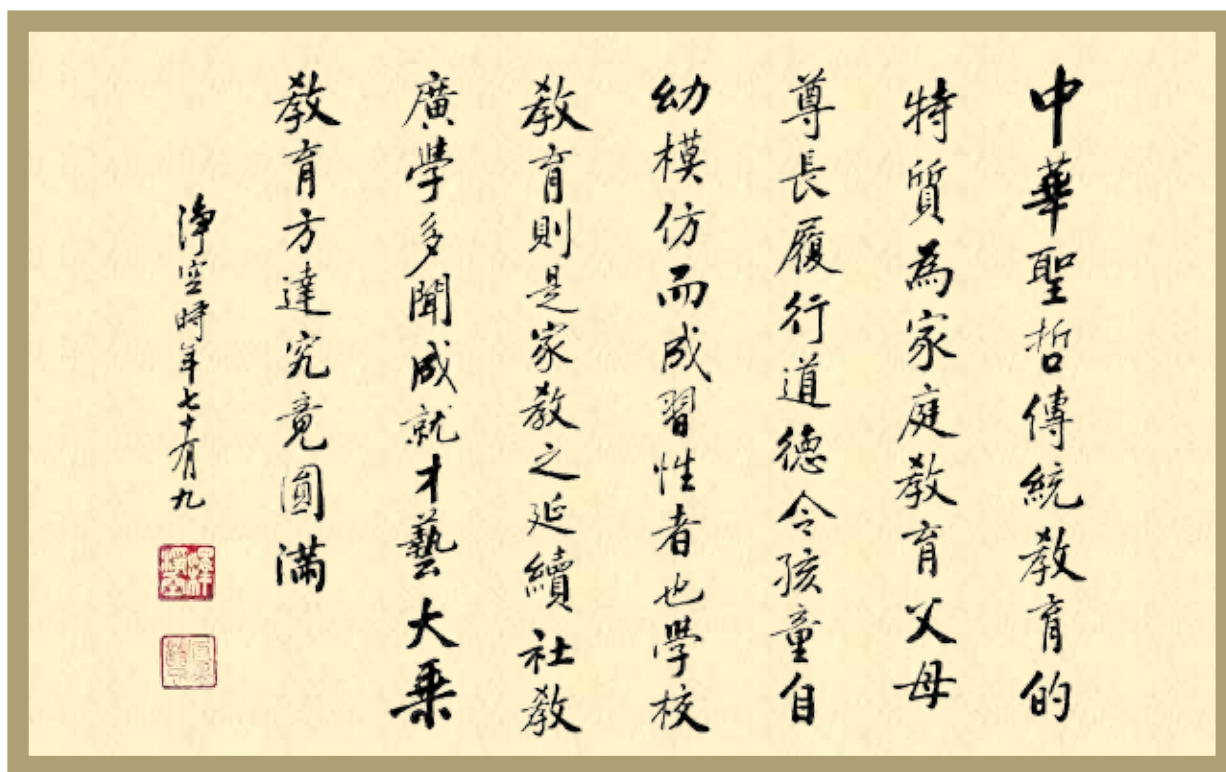 中華聖哲傳統教育的
特質為家庭教育父母
尊長履行道德令孩童自
幼模仿而成習性者也學校
教育則是家教之延續社教
廣學多聞成就才藝大乘
教育方達究竟圓滿
淨空時年七十有九